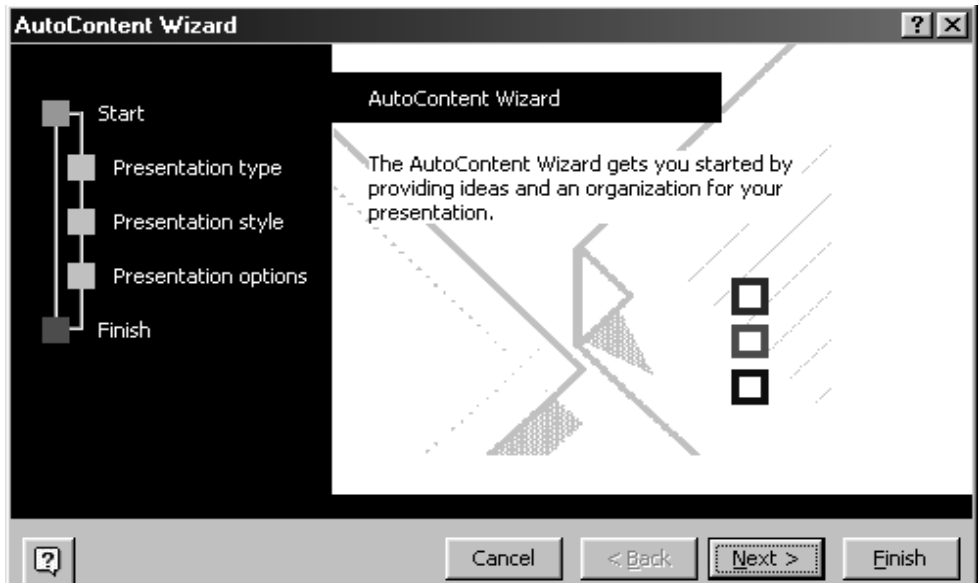 AutoContent Wizard
Start
Presentation type
Presentation style
Presentation options
Finish
AutoContent Wizard
The AutoContent Wizard gets you started by
providing ideas and an organization for your
presentation.
Cancel
< Back
Next >
Finish